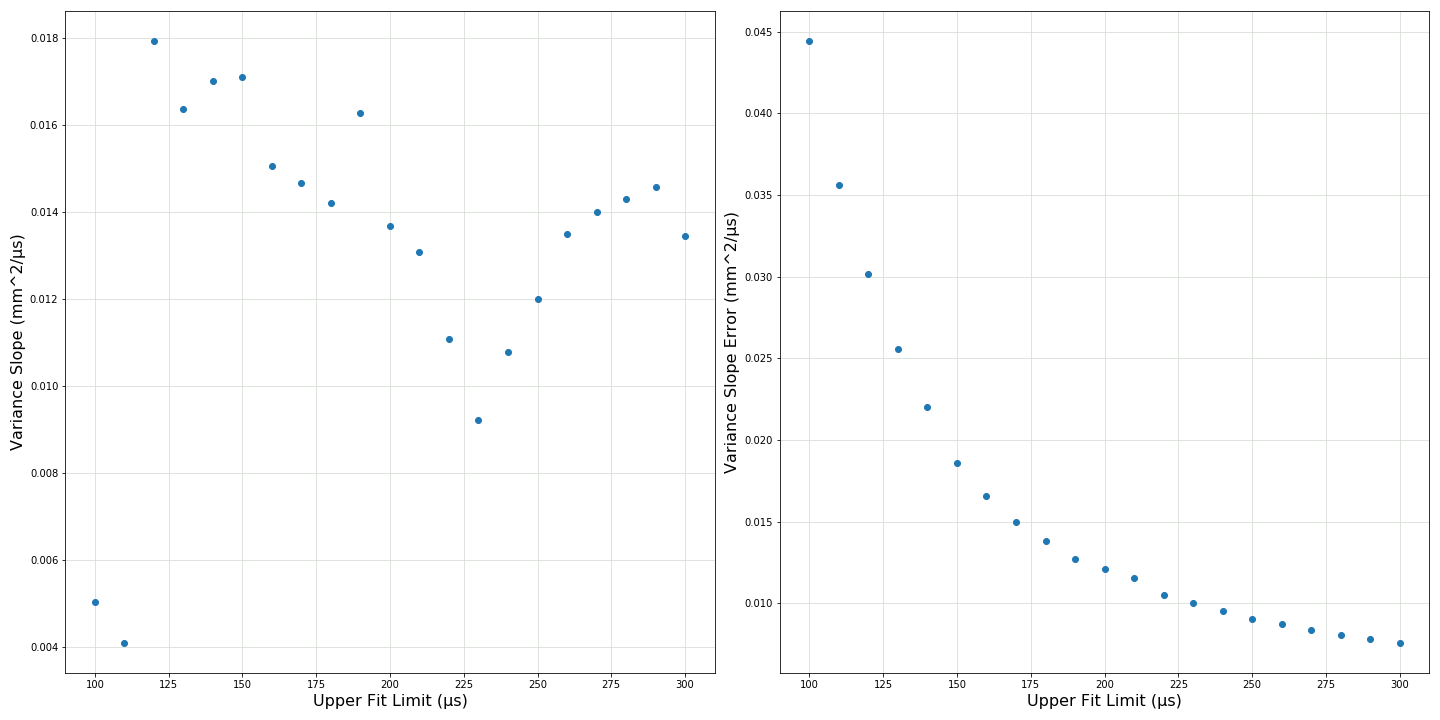 0.018
0.016
0.014
0.012
0.010
0.008
0.006
0.004
Variance Slope (mm^2/μs)
100 125 150 175 200 225 250 275 300
Upper Fit Limit (μs)
0.045
0.040
0.035
0.030
0.025
0.020
0.015
0.010
Variance Slope Error (mm^2/μs)
100 125 150 175 200 225 250 275 300
Upper Fit Limit (μs)